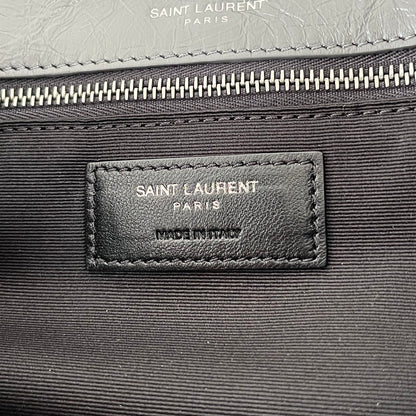 SAINT LAURENT
PARIS
SAINT LAURENT
PARIS
MADE IN ITALY